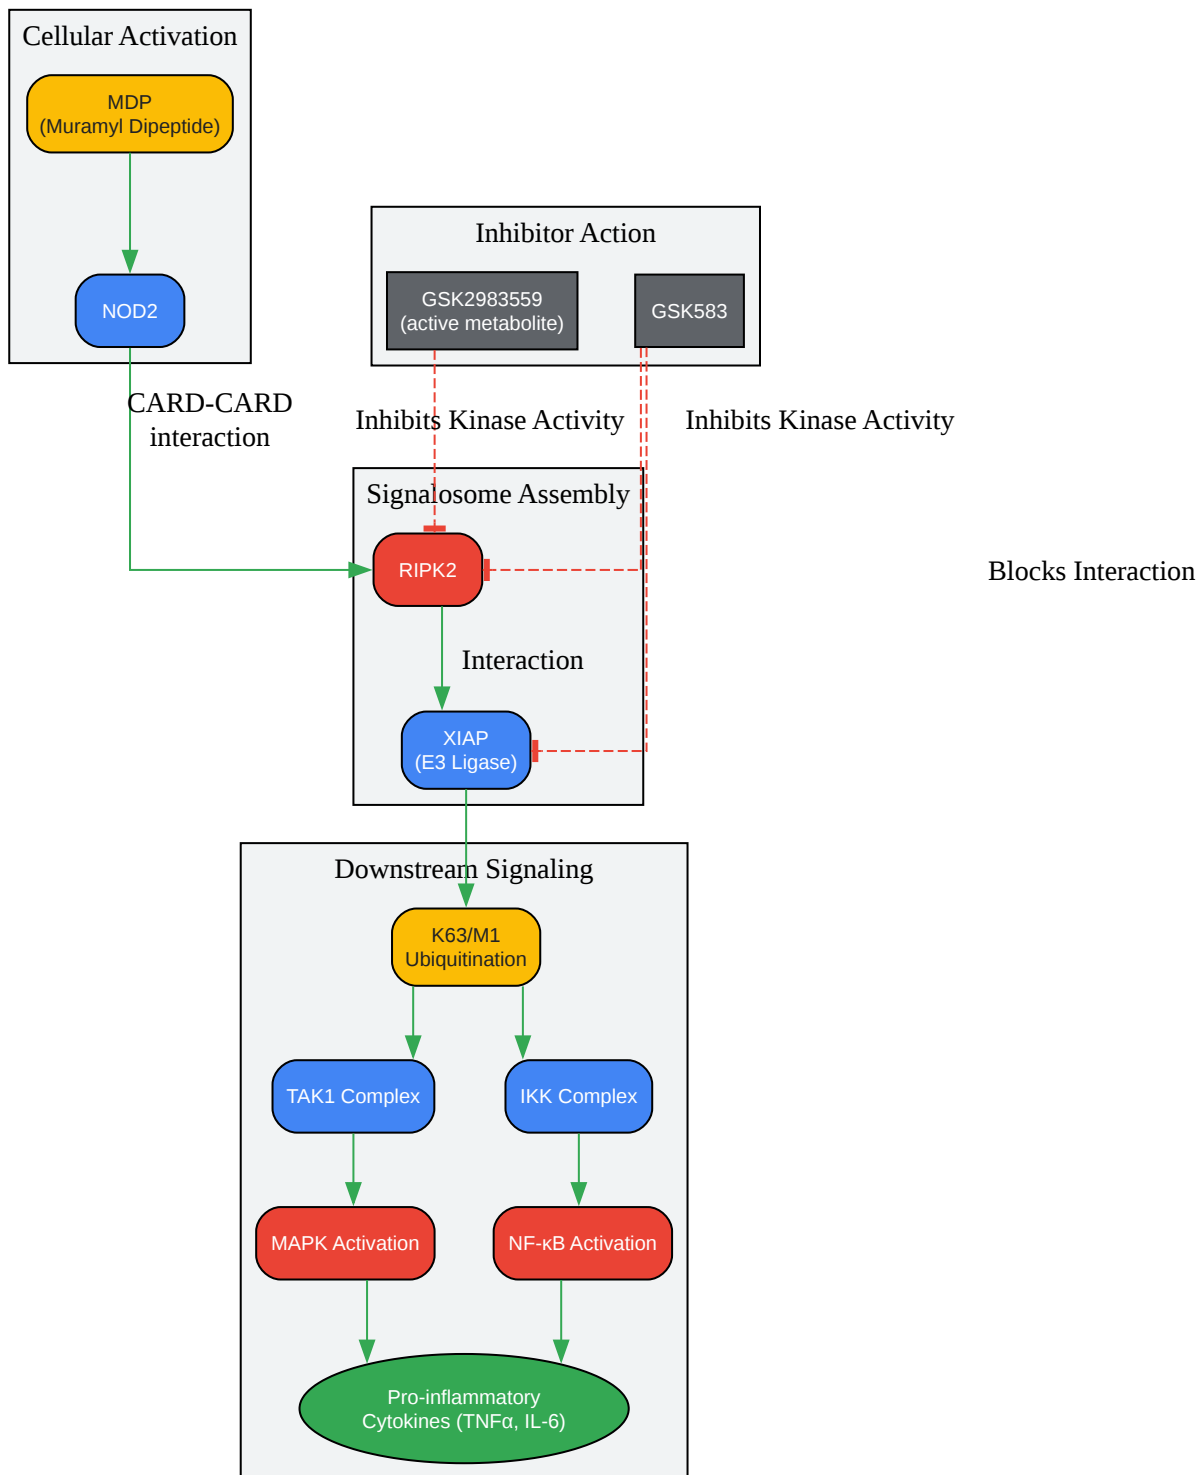 Cellular Activation
MDP
(Muramyl Dipeptide)
NOD2
Inhibitor Action
GSK2983559
(active metabolite)
GSK583
CARD-CARD
interaction
Inhibits Kinase Activity
Inhibits Kinase Activity
Signalosome Assembly
RIPK2
Blocks Interaction
Interaction
XIAP
(E3 Ligase)
Downstream Signaling
K63/M1
Ubiquitination
TAK1 Complex
IKK Complex
MAPK Activation
NF-κB Activation
Pro-inflammatory
Cytokines (TNFα, IL-6)